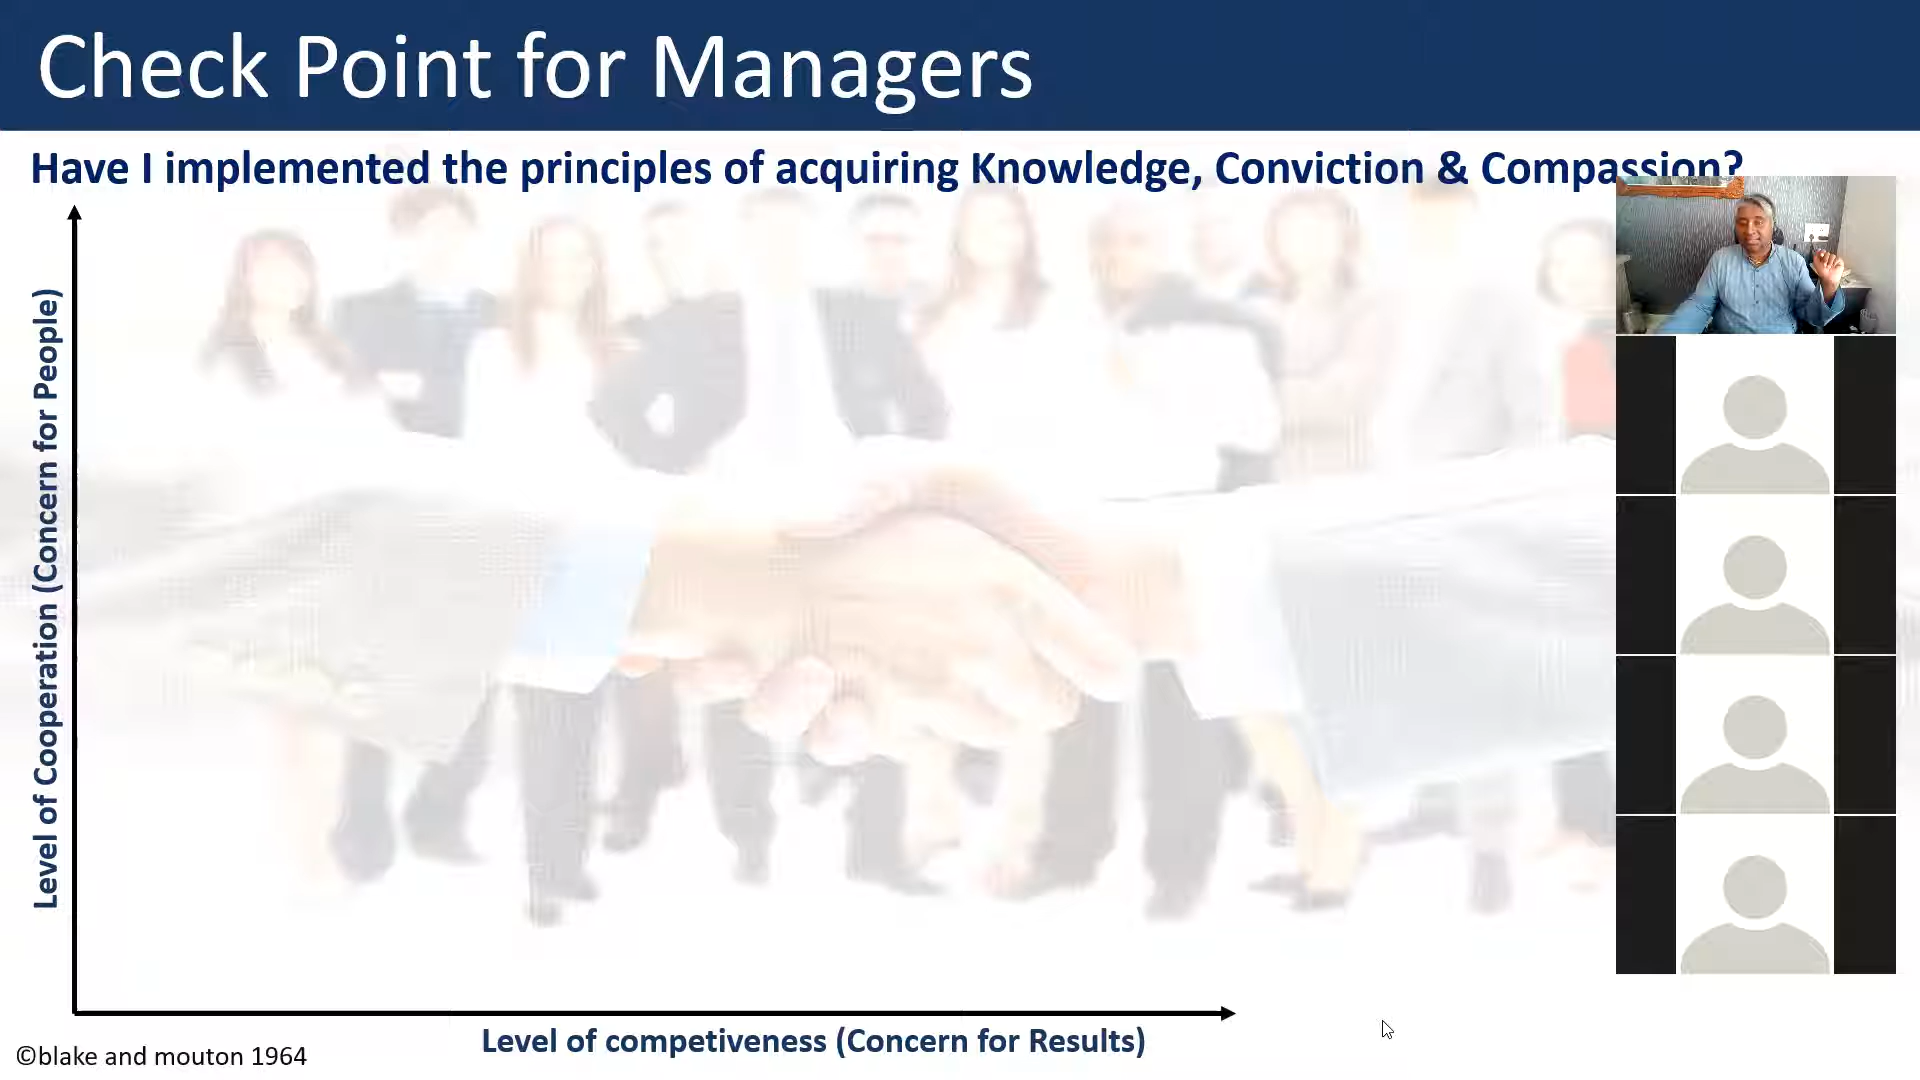 Check Point for Managers
Have I implemented the principles of acquiring Knowledge, Conviction & Compassion?
Level of Cooperation (Concern for People)
Level of competiveness (Concern for Results)
©blake and mouton 1964